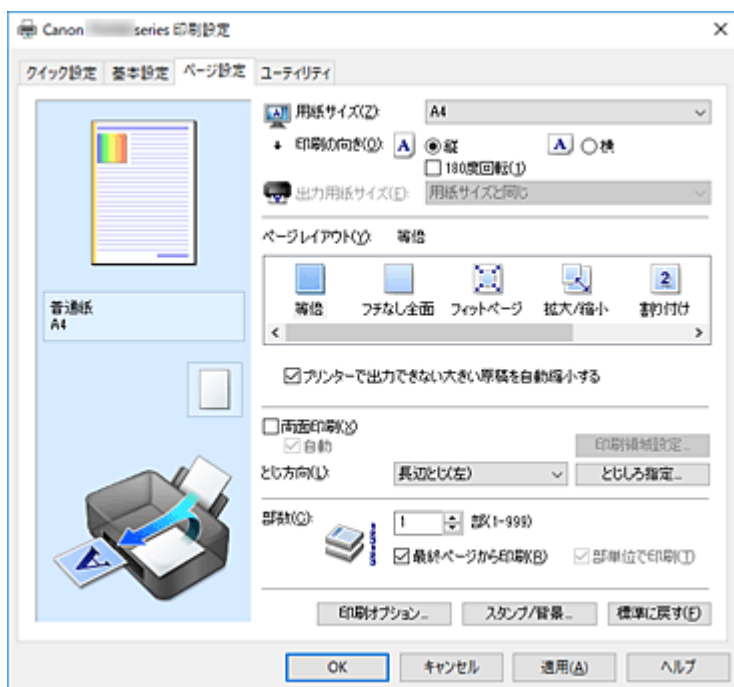 Canon series 印刷設定
クイック設定 基本設定 ページ設定 ユーティリティ
用紙サイズ(Z): A4
印刷の向き(O): A 縦 A 横
180度回転(1)
出力用紙サイズ(E): 用紙サイズと同じ
ページレイアウト(Y): 等倍
2
等倍 フチなし全面 フィットページ 拡大/縮小 割り付け
普通紙
A4
プリンターで出力できない大きい原稿を自動縮小する
両面印刷(X)
自動 印刷領域設定...
とじ方向(L): 長辺とじ(左) とじしろ指定...
部数(C): 1 部(1-999)
最終ページから印刷(R) 部単位で印刷(T)
A
印刷オプション... スタンプ/背景... 標準に戻す(F)
OK キャンセル 適用(A) ヘルプ